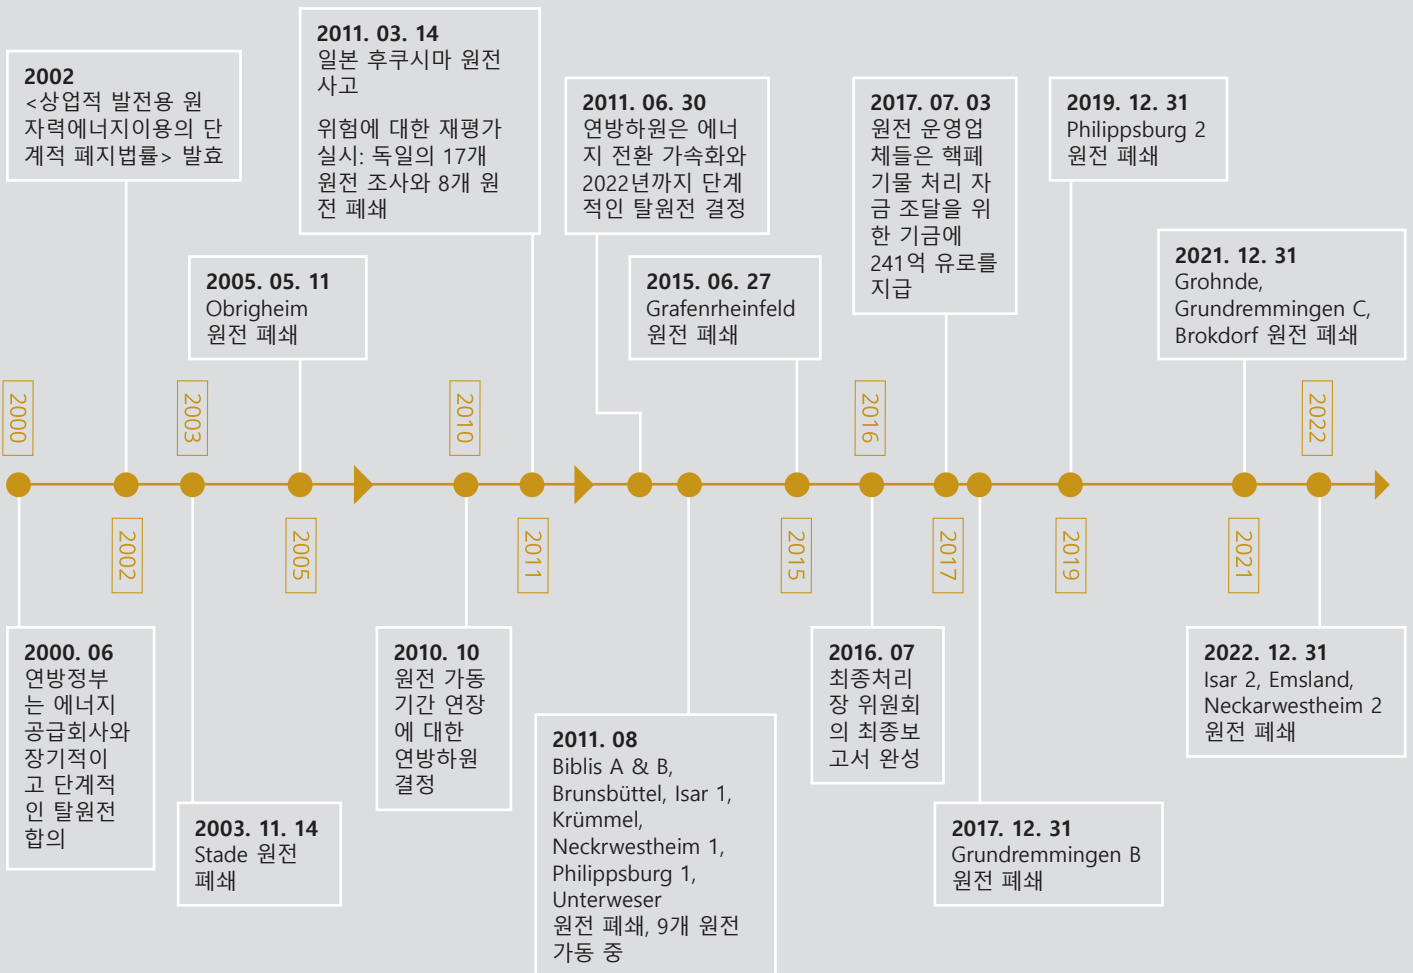 2002
<상업적 발전용 원
자력에너지이용의 단
계적 폐지법률> 발효
2011. 03. 14
일본 후쿠시마 원전
사고
위험에 대한 재평가
실시: 독일의 17개
원전 조사와 8개 원
전 폐쇄
2011. 06. 30
연방하원은 에너
지 전환 가속화와
2022년까지 단계
적인 탈원전 결정
2017. 07. 03
원전 운영업
체들은 핵폐
기물 처리 자
금 조달을 위
한 기금에
241억 유로를
지급
2019. 12. 31
Philippsburg 2
원전 폐쇄
2005. 05. 11
Obrigheim
원전 폐쇄
2015. 06. 27
Grafenrheinfeld
원전 폐쇄
2021. 12. 31
Grohnde,
Grundremmingen C,
Brokdorf 원전 폐쇄
2000
2003
2010
2016
2022
2002
2005
2011
2015
2017
2019
2021
2000. 06
연방정부
는 에너지
공급회사와
장기적이
고 단계적
인 탈원전
합의
2003. 11. 14
Stade 원전
폐쇄
2010. 10
원전 가동
기간 연장
에 대한
연방하원
결정
2011. 08
Biblis A & B,
Brunsbüttel, Isar 1,
Krümmel,
Neckrwestheim 1,
Philippsburg 1,
Unterweser
원전 폐쇄, 9개 원전
가동 중
2016. 07
최종처리
장 위원회
의 최종보
고서 완성
2017. 12. 31
Grundremmingen B
원전 폐쇄
2022. 12. 31
Isar 2, Emsland,
Neckarwestheim 2
원전 폐쇄